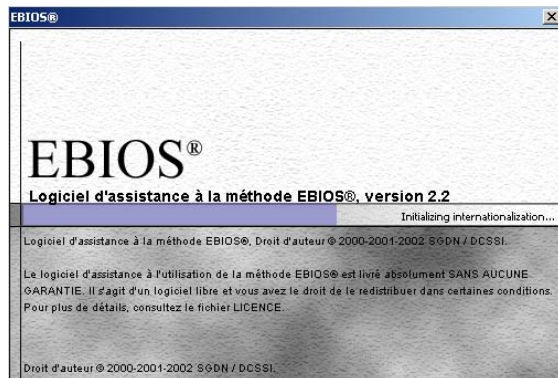 EBIOS®
EBIOS®
Logiciel d'assistance à la méthode EBIOS®, version 2.2
Initializing internationalization...
Logiciel d'assistance à la méthode EBIOS®, Droit d'auteur © 2000-2001-2002 SGDN / DCSSI.
Le logiciel d'assistance à l'utilisation de la méthode EBIOS® est livré absolument SANS AUCUNE
GARANTIE. Il s'agit d'un logiciel libre et vous avez le droit de le redistribuer dans certaines conditions.
Pour plus de détails, consultez le fichier LICENCE.
Droit d'auteur © 2000-2001-2002 SGDN / DCSSI.